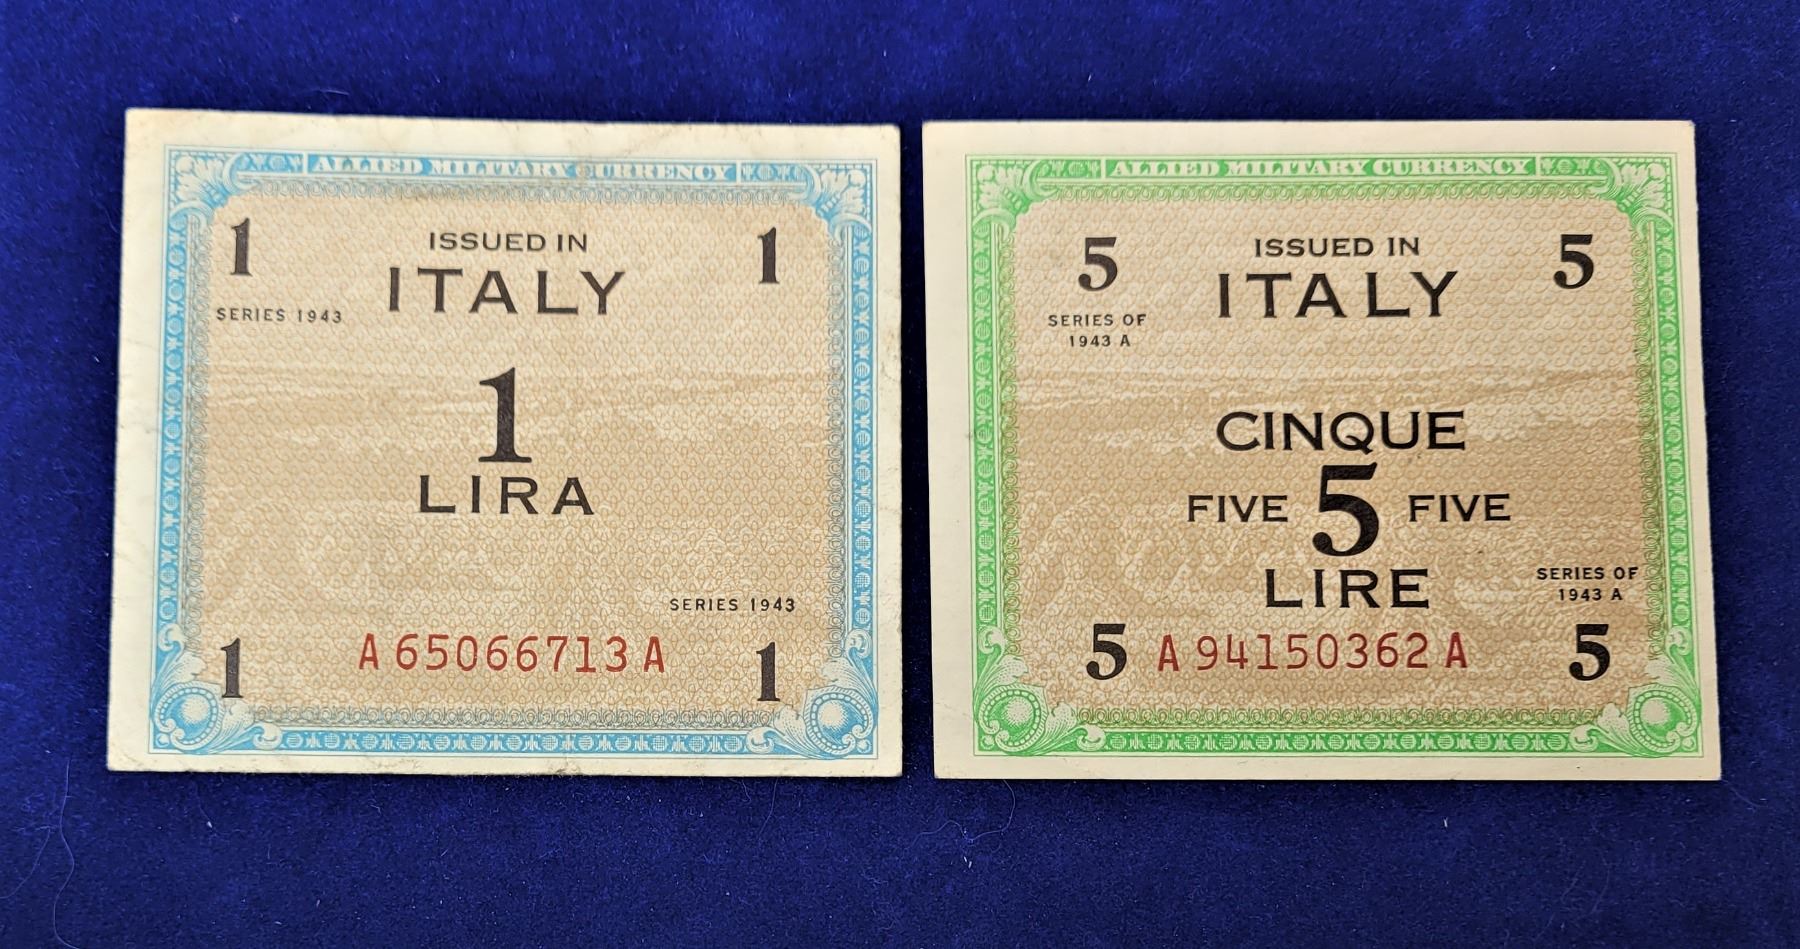 ALLIED MILITARY CURRENCY
1 ISSUED IN 1
ITALY
SERIES 1943
1
LIRA
SERIES 1943
1 A 65066713 A 1
ALLIED MILITARY CURRENCY
5 ISSUED IN 5
ITALY
SERIES OF
1943 A
CINQUE
FIVE 5 FIVE
LIRE
SERIES OF
1943 A
5 A 94150362 A 5